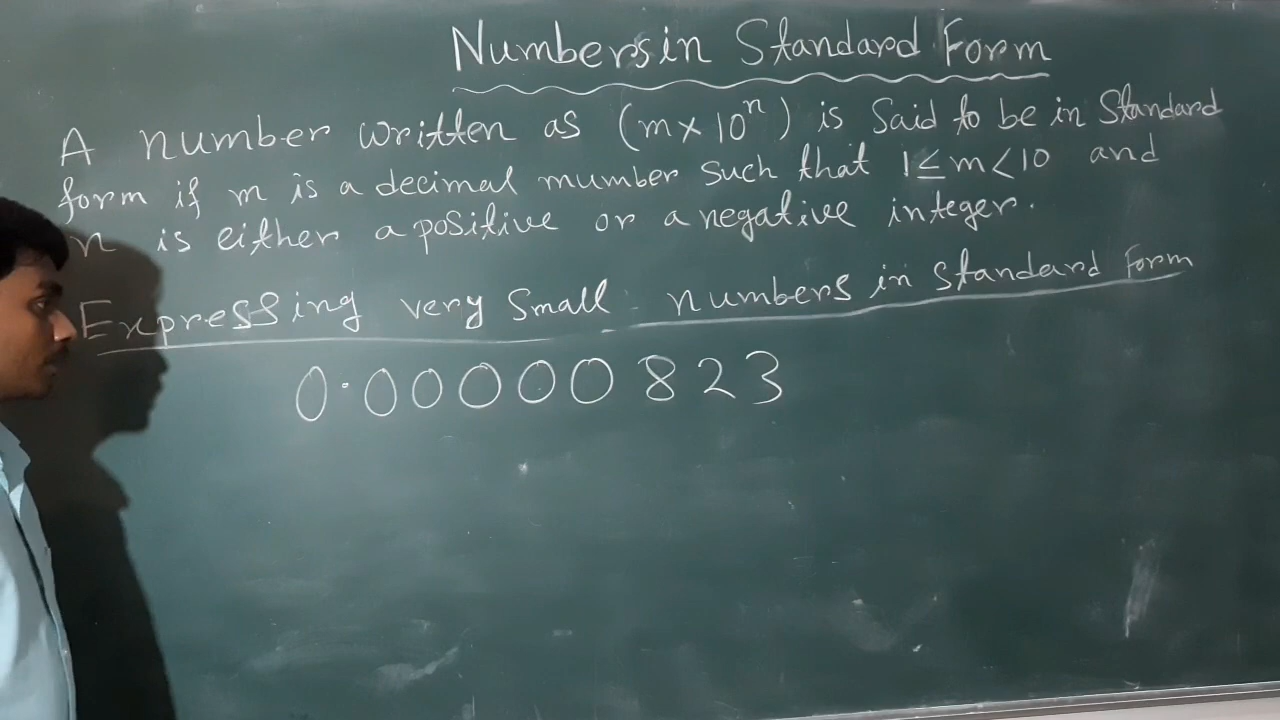 Numbers in Standard Form
A number written as (m×10ⁿ) is Said to be in Standard
form if m is a decimal mumber such that 1≤m<10 and
n is either a positive or a negative integer.
Expressing very Small numbers in standard Form
0.00000823